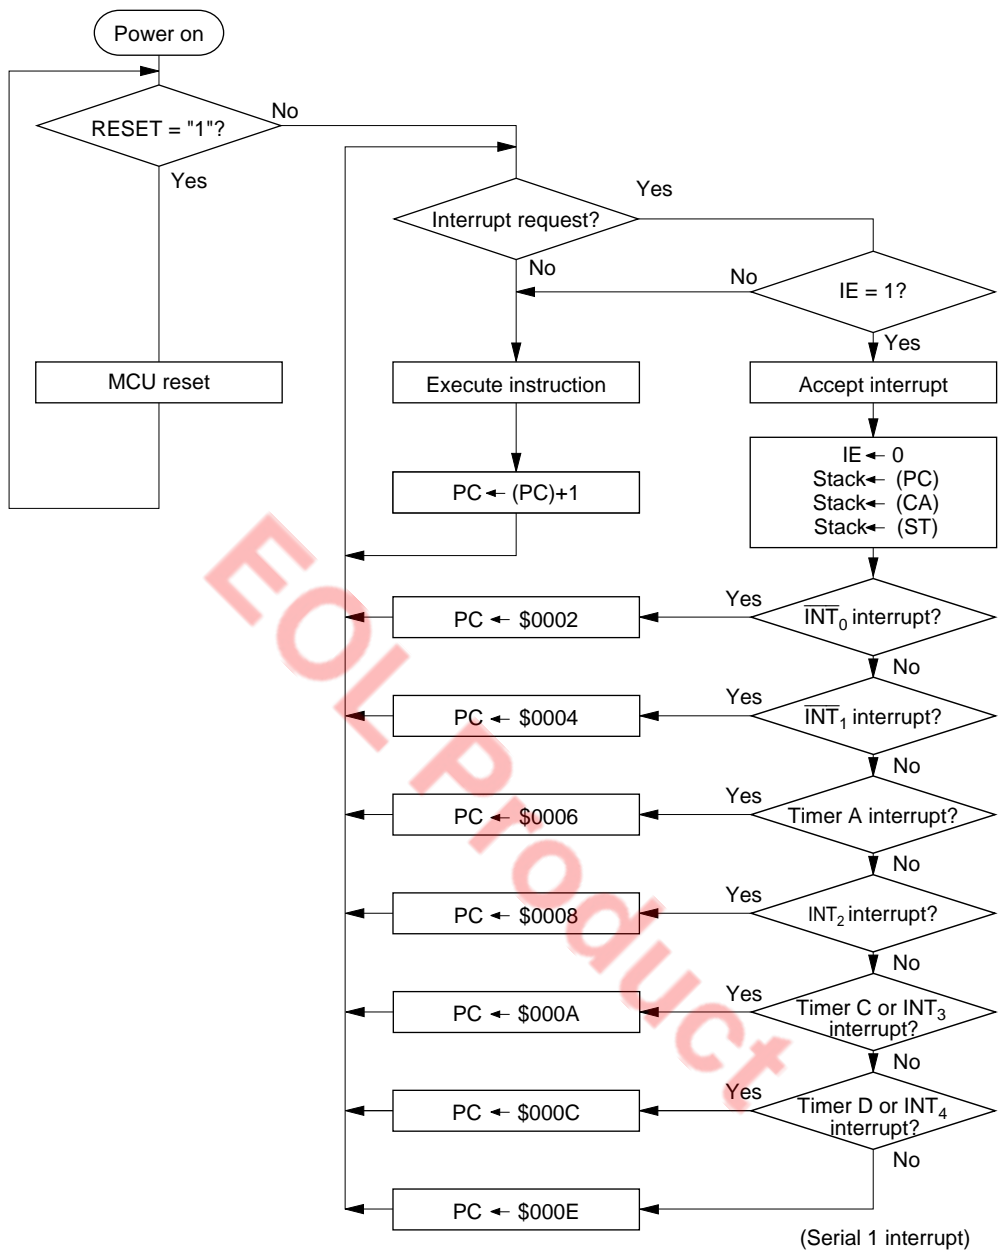 Power on
RESET = "1"?
No
Yes
Interrupt request?
Yes
No
IE = 1?
No
Yes
MCU reset
Execute instruction
Accept interrupt
PC ← (PC)+1
IE ← 0
Stack ← (PC)
Stack ← (CA)
Stack ← (ST)
INT0 interrupt?
Yes
PC ← $0002
No
INT1 interrupt?
Yes
PC ← $0004
No
Timer A interrupt?
Yes
PC ← $0006
No
INT2 interrupt?
Yes
PC ← $0008
No
Timer C or INT3
interrupt?
Yes
PC ← $000A
No
Timer D or INT4
interrupt?
Yes
PC ← $000C
No
PC ← $000E
(Serial 1 interrupt)
EOL Product